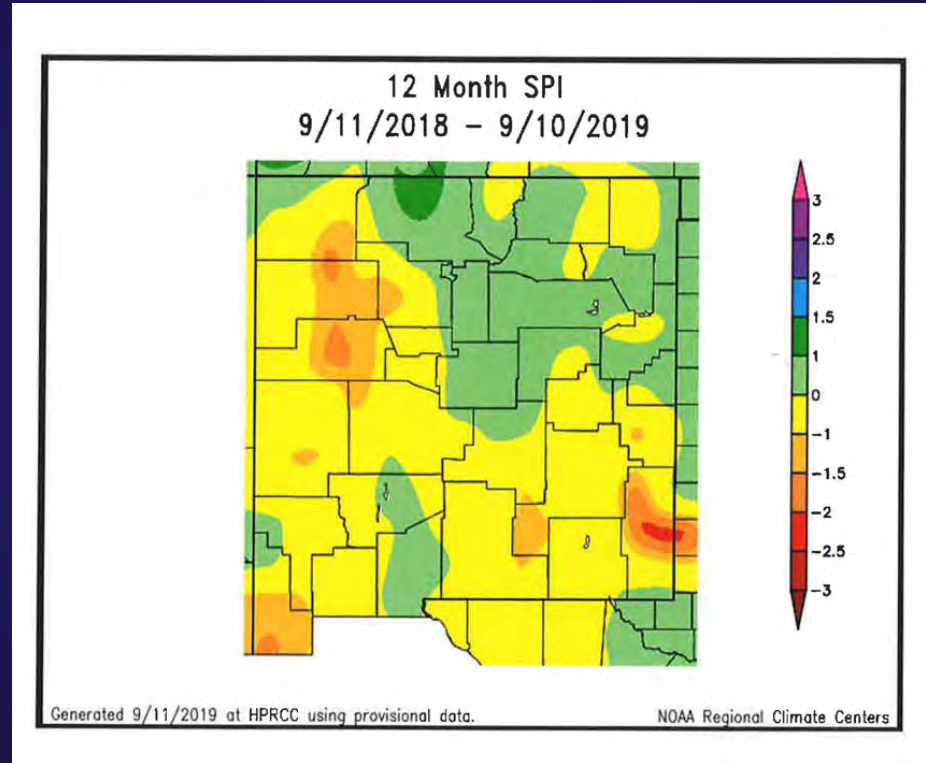 12 Month SPI
9/11/2018 – 9/10/2019
3
2.5
2
1.5
1
0
−1
−1.5
−2
−2.5
−3
Generated 9/11/2019 at HPRCC using provisional data.
NOAA Regional Climate Centers